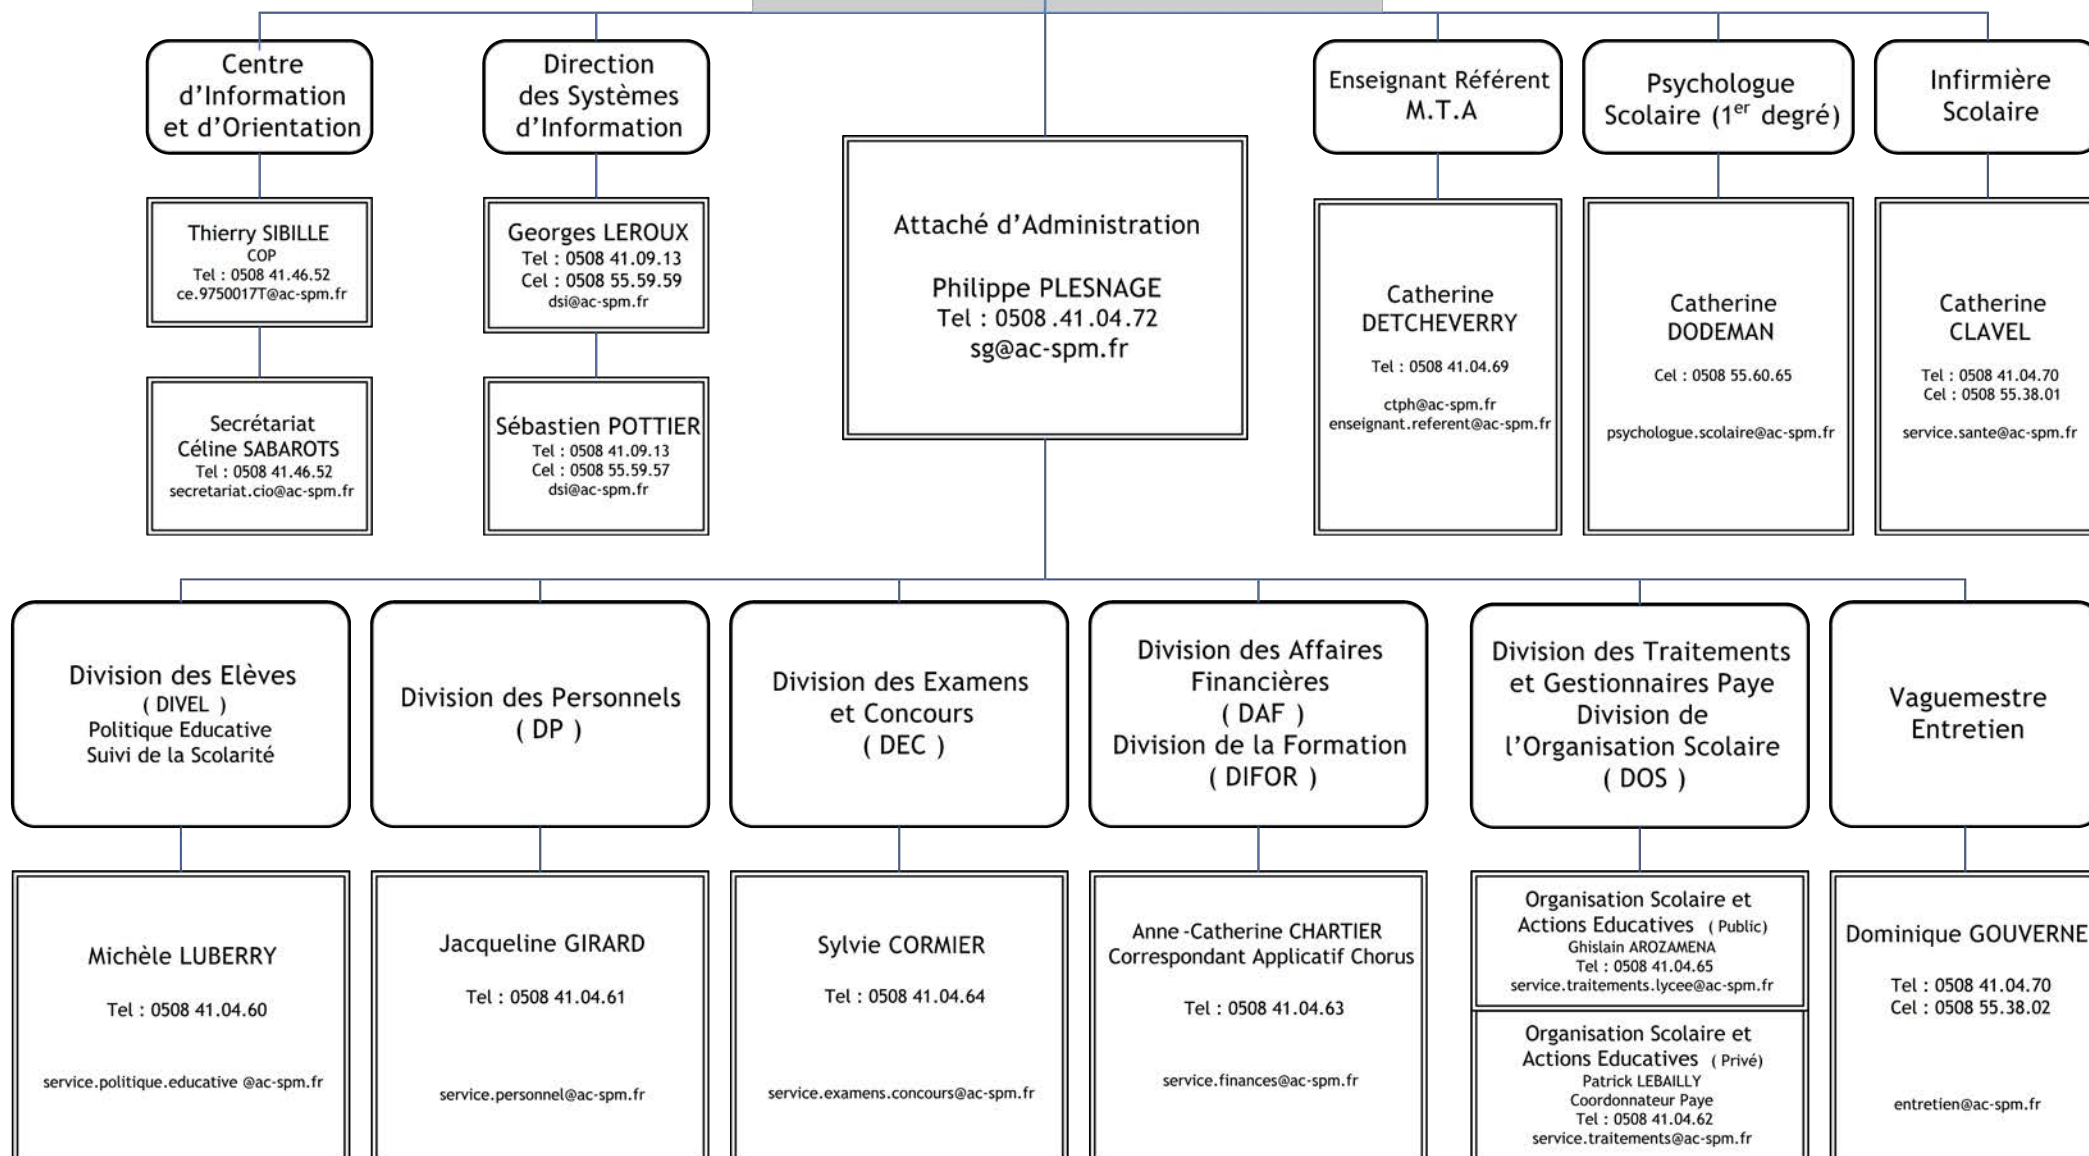 Centre
d’Information
et d’Orientation
Direction
des Systèmes
d’Information
Enseignant Référent
M.T.A
Psychologue
Scolaire (1er degré)
Infirmière
Scolaire
Thierry SIBILLE
COP
Tel : 0508 41.46.52
ce.9750017T@ac-spm.fr
Georges LEROUX
Tel : 0508 41.09.13
Cel : 0508 55.59.59
dsi@ac-spm.fr
Attaché d’Administration
Philippe PLESNAGE
Tel : 0508.41.04.72
sg@ac-spm.fr
Catherine
DETCHEVERRY
Tel : 0508 41.04.69
ctph@ac-spm.fr
enseignant.referent@ac-spm.fr
Catherine
DODEMAN
Cel : 0508 55.60.65
psychologue.scolaire@ac-spm.fr
Catherine
CLAVEL
Tel : 0508 41.04.70
Cel : 0508 55.38.01
service.sante@ac-spm.fr
Secrétariat
Céline SABAROTS
Tel : 0508 41.46.52
secretariat.cio@ac-spm.fr
Sébastien POTTIER
Tel : 0508 41.09.13
Cel : 0508 55.59.57
dsi@ac-spm.fr
Division des Elèves
( DIVEL )
Politique Educative
Suivi de la Scolarité
Division des Personnels
( DP )
Division des Examens
et Concours
( DEC )
Division des Affaires
Financières
( DAF )
Division de la Formation
( DIFOR )
Division des Traitements
et Gestionnaires Paye
Division de
l’Organisation Scolaire
( DOS )
Vaguemestre
Entretien
Michèle LUBERRY
Tel : 0508 41.04.60
service.politique.educative @ac-spm.fr
Jacqueline GIRARD
Tel : 0508 41.04.61
service.personnel@ac-spm.fr
Sylvie CORMIER
Tel : 0508 41.04.64
service.examens.concours@ac-spm.fr
Anne -Catherine CHARTIER
Correspondant Applicatif Chorus
Tel : 0508 41.04.63
service.finances@ac-spm.fr
Organisation Scolaire et
Actions Educatives ( Public)
Ghislain AROZAMENA
Tel : 0508 41.04.65
service.traitements.lycee@ac-spm.fr
Organisation Scolaire et
Actions Educatives ( Privé)
Patrick LEBAILLY
Coordonnateur Paye
Tel : 0508 41.04.62
service.traitements@ac-spm.fr
Dominique GOUVERNE
Tel : 0508 41.04.70
Cel : 0508 55.38.02
entretien@ac-spm.fr